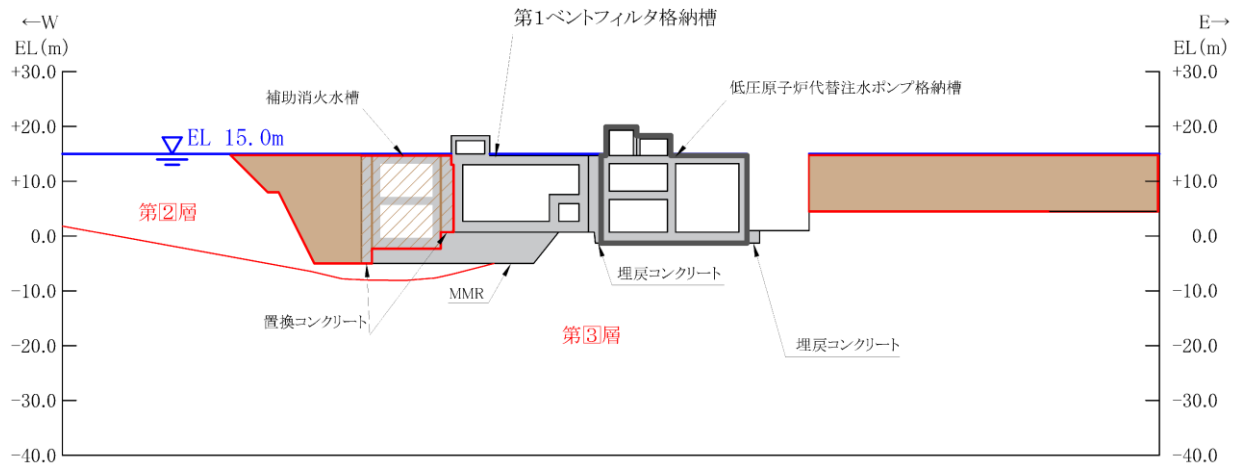 ←W
EL(m)
E→
EL(m)
第1ベントフィルタ格納槽
+30.0
+30.0
補助消火水槽
低圧原子炉代替注水ポンプ格納槽
+20.0
+20.0
EL 15.0m
+10.0
+10.0
第②層
0.0
0.0
埋戻コンクリート
-10.0
-10.0
MMR
置換コンクリート
第③層
埋戻コンクリート
-20.0
-20.0
-30.0
-30.0
-40.0
-40.0